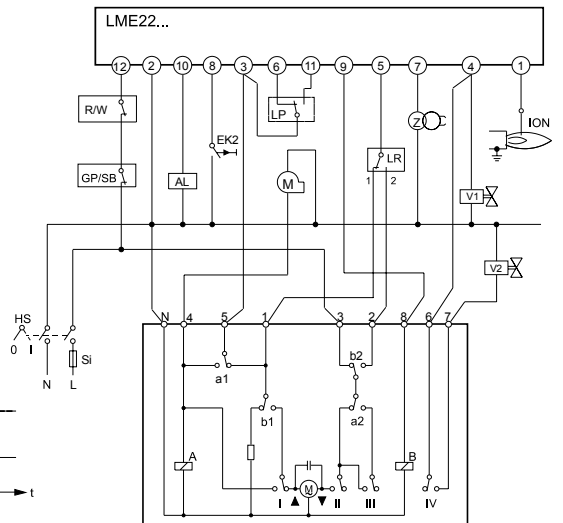 LME22...
12 2 10 8 3 6 11 9 5 7 4 1
R/W
LP
EK2
Z
ION
GP/SB
AL
M
LR
1 2
V1
V2
HS
0 I
Si
N L
N 4 5 1 3 2 8 6 7
a1
b2
b1
a2
A
B
I M II III IV
t